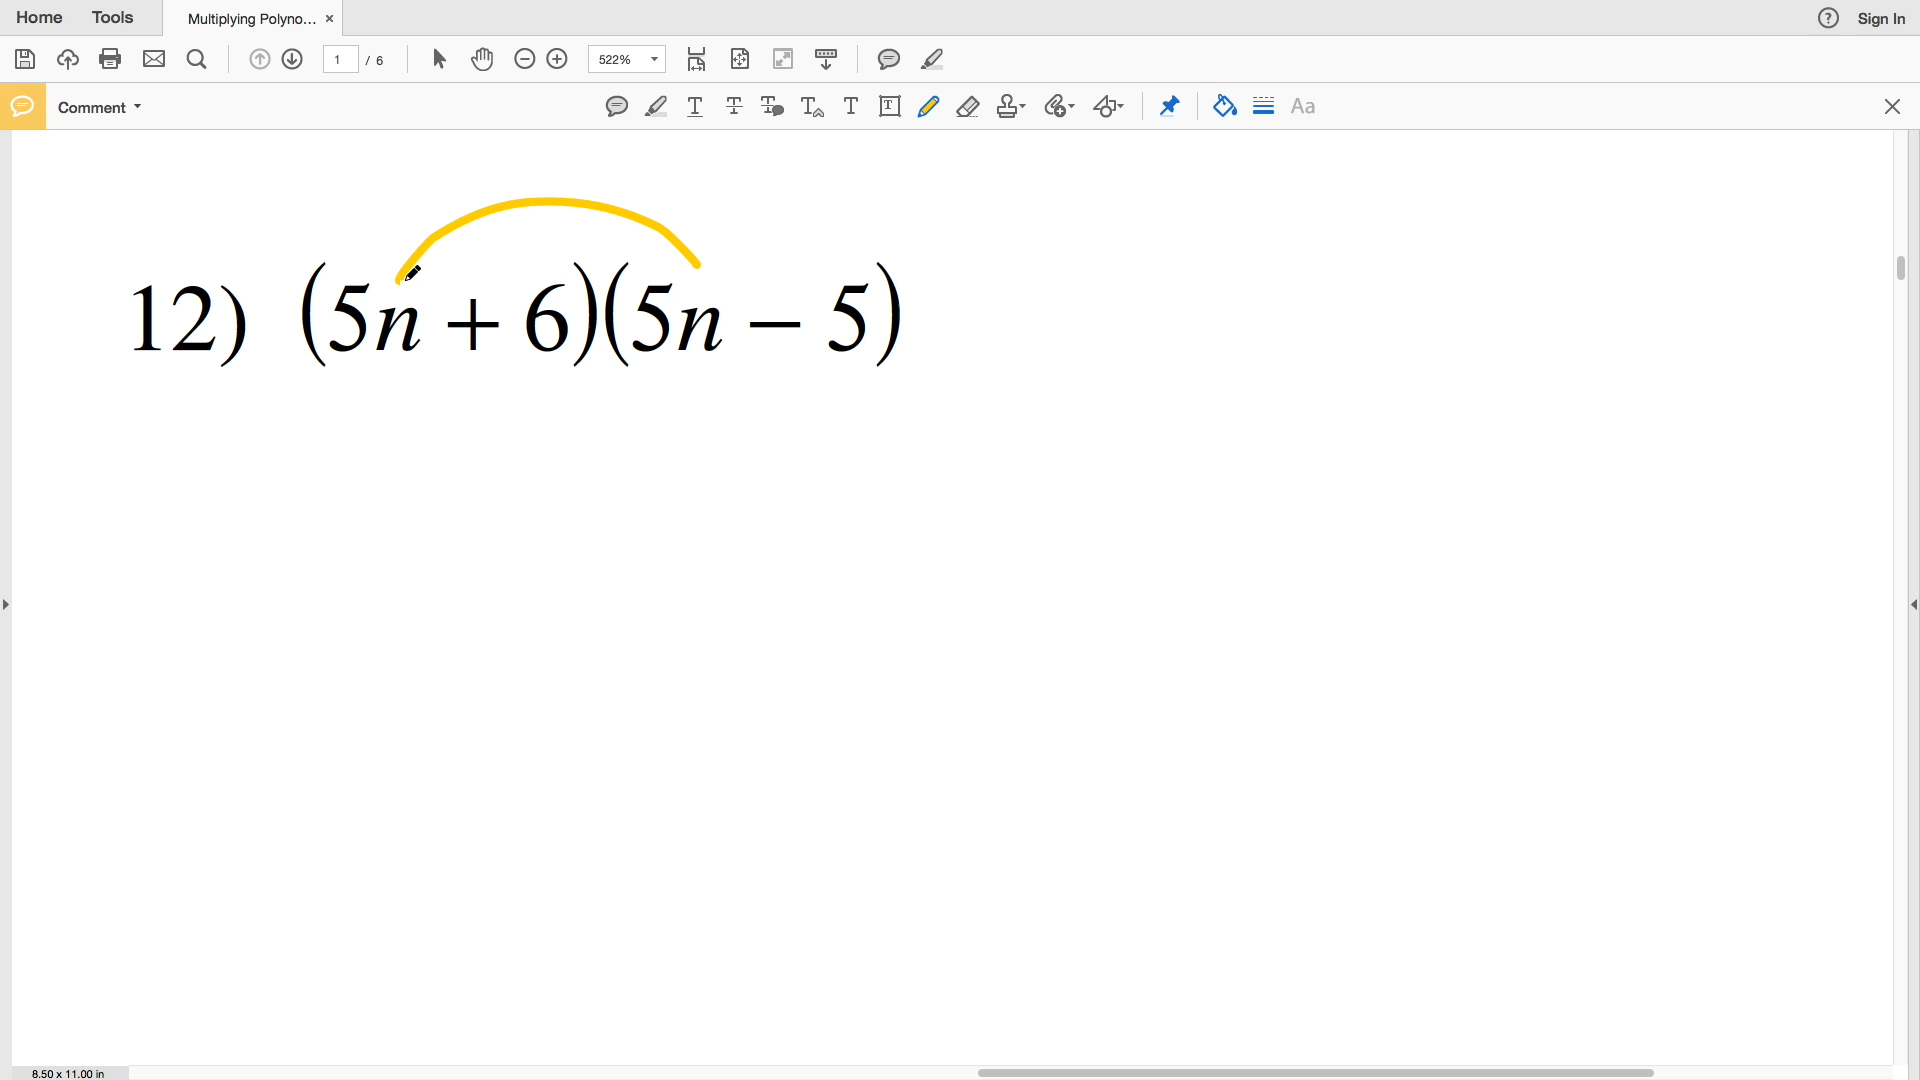 Home Tools Multiplying Polyno... × ? Sign In
1 / 6 522%
Comment T T T T T T Aa
12) (5n + 6)(5n − 5)
8.50 x 11.00 in